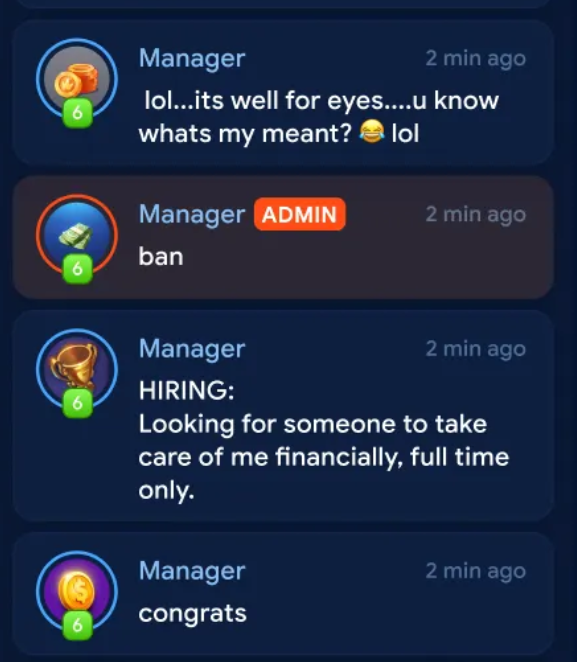 Manager 2 min ago
lol...its well for eyes....u know
whats my meant? 😂 lol
6
Manager ADMIN 2 min ago
ban
6
Manager 2 min ago
HIRING:
Looking for someone to take
care of me financially, full time
only.
6
Manager 2 min ago
congrats
6